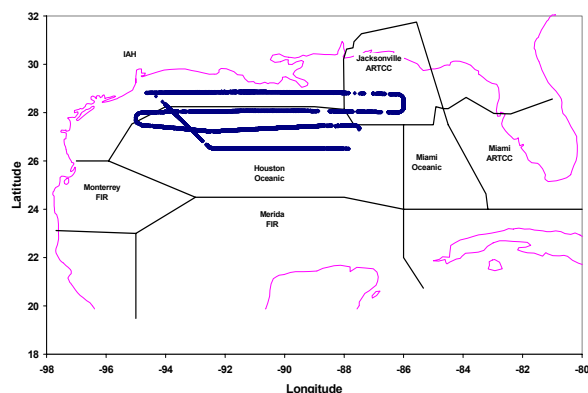 32
30
28
26
24
22
20
18
Latitude
IAH
Jacksonville
ARTCC
Houston
Oceanic
Miami
Oceanic
Miami
ARTCC
Monterrey
FIR
Merida
FIR
-98 -96 -94 -92 -90 -88 -86 -84 -82 -80
Longitude